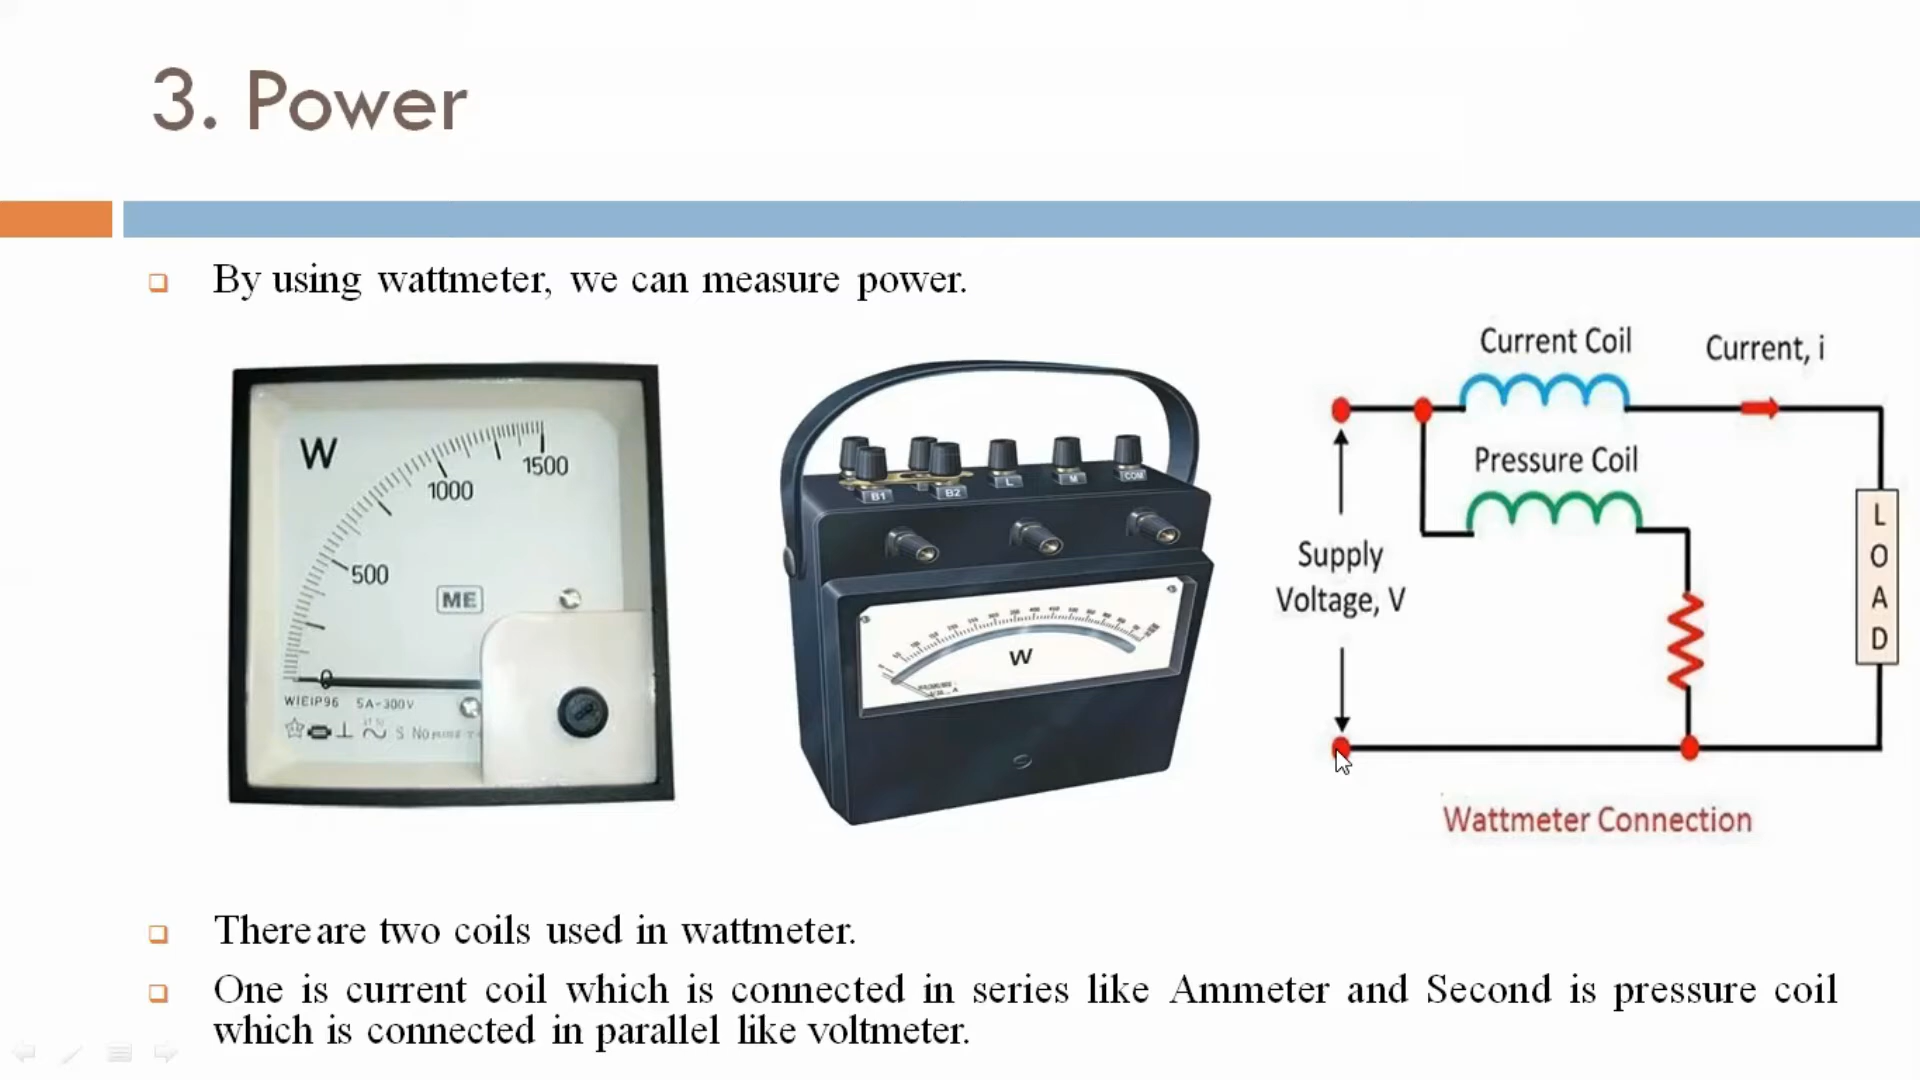 3. Power
By using wattmeter, we can measure power.
W
500
1000
1500
ME
0
WIEIP96 5A-300V
S No
B1
B2
L
M
COM
W
Current Coil
Current, i
Pressure Coil
Supply
Voltage, V
L
O
A
D
Wattmeter Connection
There are two coils used in wattmeter.
One is current coil which is connected in series like Ammeter and Second is pressure coil
which is connected in parallel like voltmeter.